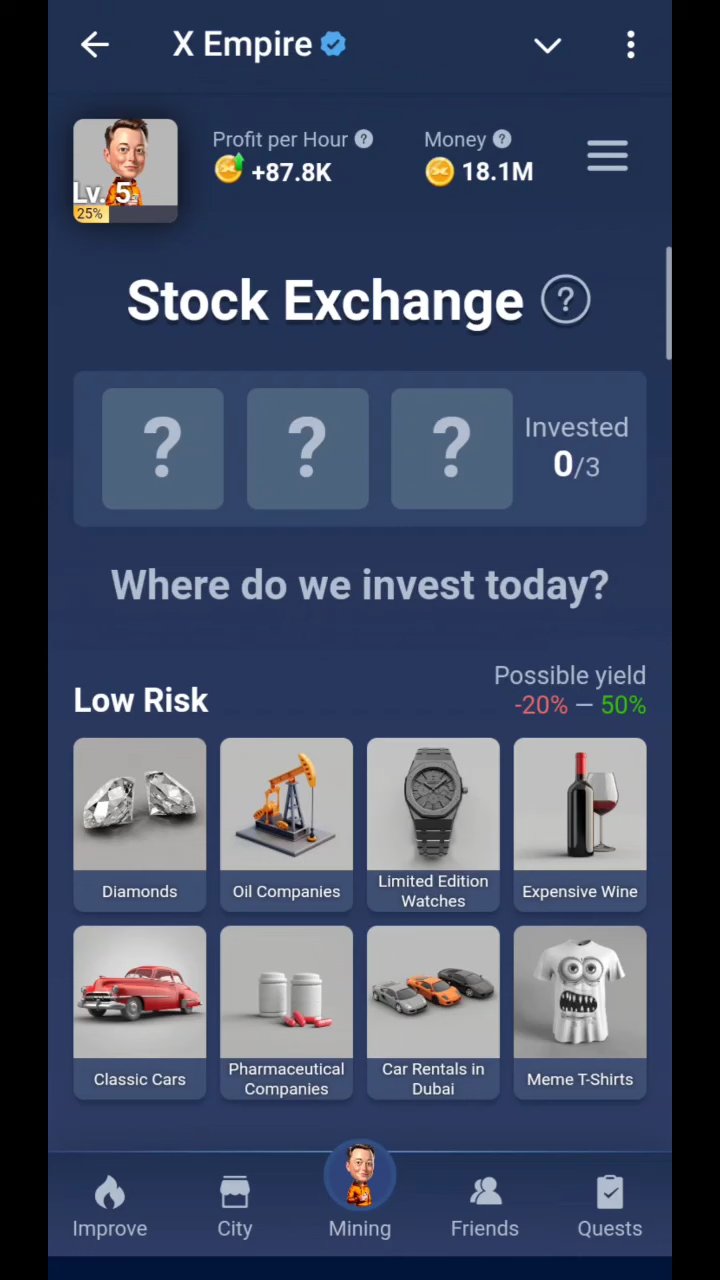 X Empire
Profit per Hour ?
Money ?
+87.8K
18.1M
Lv. 5
25%
Stock Exchange ?
? ? ?
Invested
0/3
Where do we invest today?
Possible yield
Low Risk
-20% — 50%
Diamonds
Oil Companies
Limited Edition
Watches
Expensive Wine
Classic Cars
Pharmaceutical
Companies
Car Rentals in
Dubai
Meme T-Shirts
Improve
City
Mining
Friends
Quests